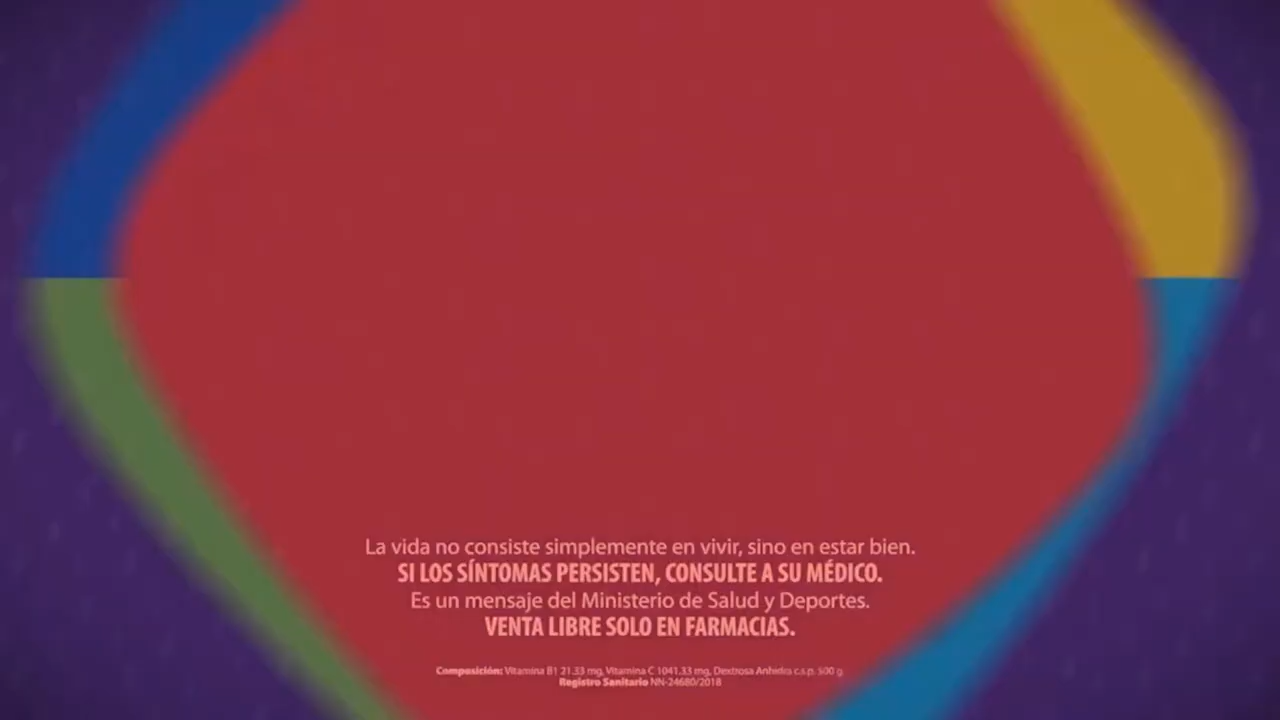 La vida no consiste simplemente en vivir, sino en estar bien.
SI LOS SÍNTOMAS PERSISTEN, CONSULTE A SU MÉDICO.
Es un mensaje del Ministerio de Salud y Deportes.
VENTA LIBRE SOLO EN FARMACIAS.
Composición: Vitamina B1 21.33 mg, Vitamina C 1041.33 mg, Dextrosa Anhidra c.s.p. 500 g
Registro Sanitario NN-24680/2018